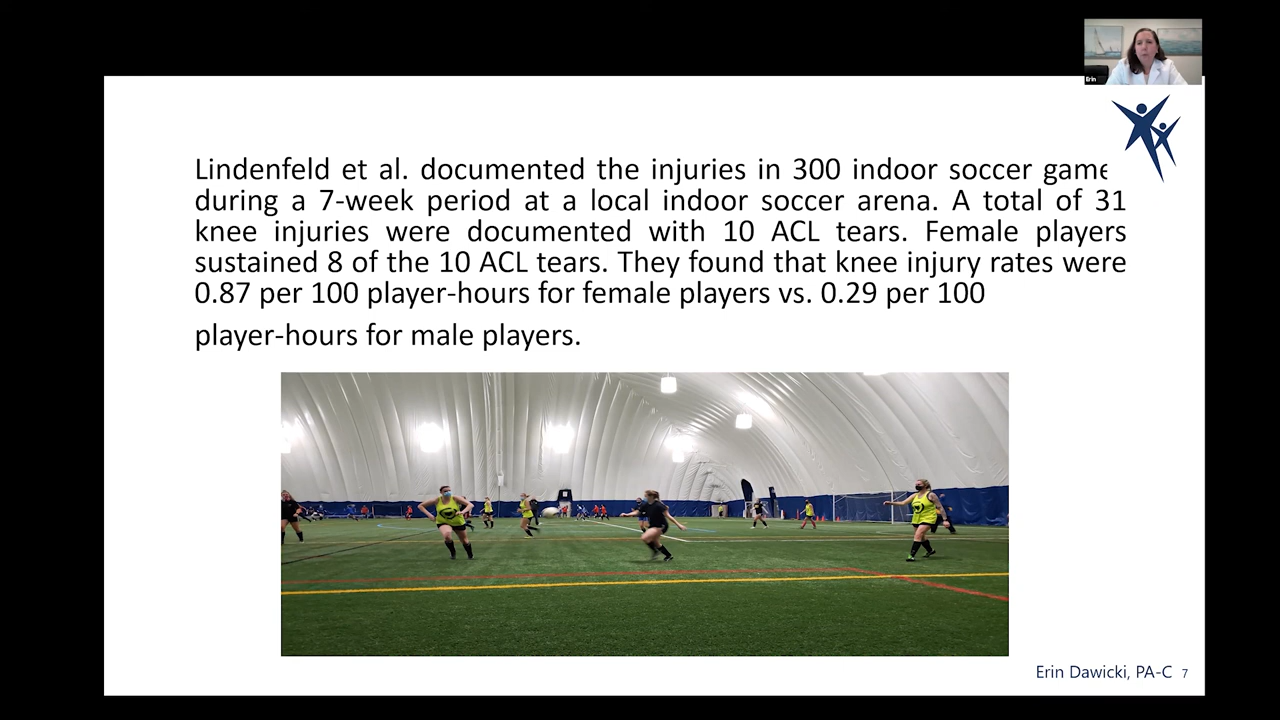 Erin
Lindenfeld et al. documented the injuries in 300 indoor soccer game
during a 7-week period at a local indoor soccer arena. A total of 31
knee injuries were documented with 10 ACL tears. Female players
sustained 8 of the 10 ACL tears. They found that knee injury rates were
0.87 per 100 player-hours for female players vs. 0.29 per 100
player-hours for male players.
Erin Dawicki, PA-C 7